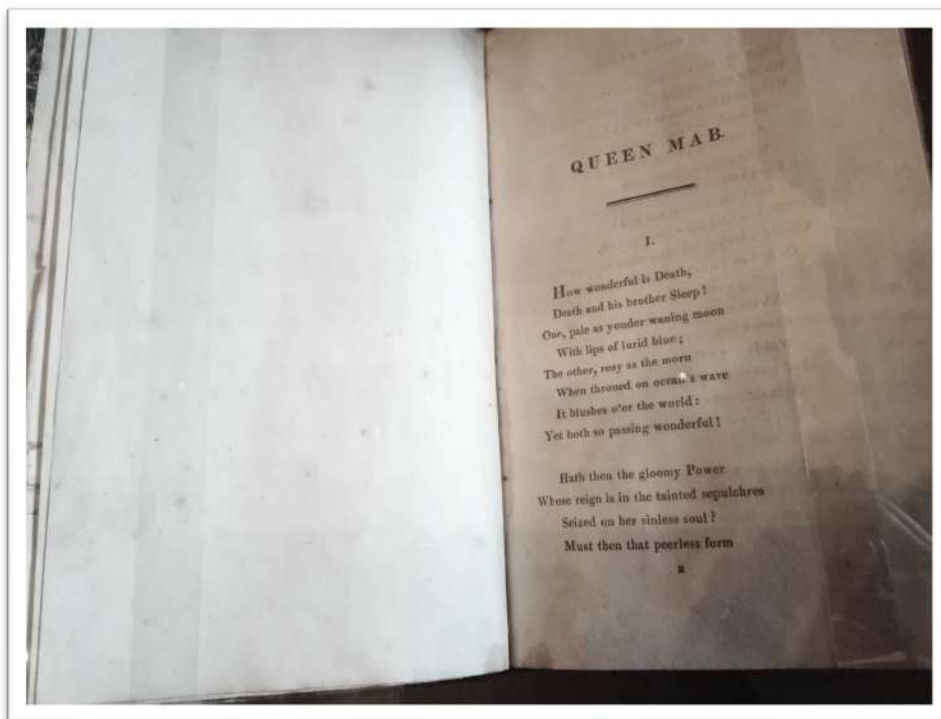 QUEEN MAB.
I.
How wonderful is Death,
Death and his brother Sleep!
One, pale as yonder waning moon
With lips of lurid blue;
The other, rosy as the morn
When throned on ocean's wave
It blushes o'er the world:
Yet both so passing wonderful!
Hath then the gloomy Power
Whose reign is in the tainted sepulchres
Seized on her sinless soul?
Must then that peerless form
B